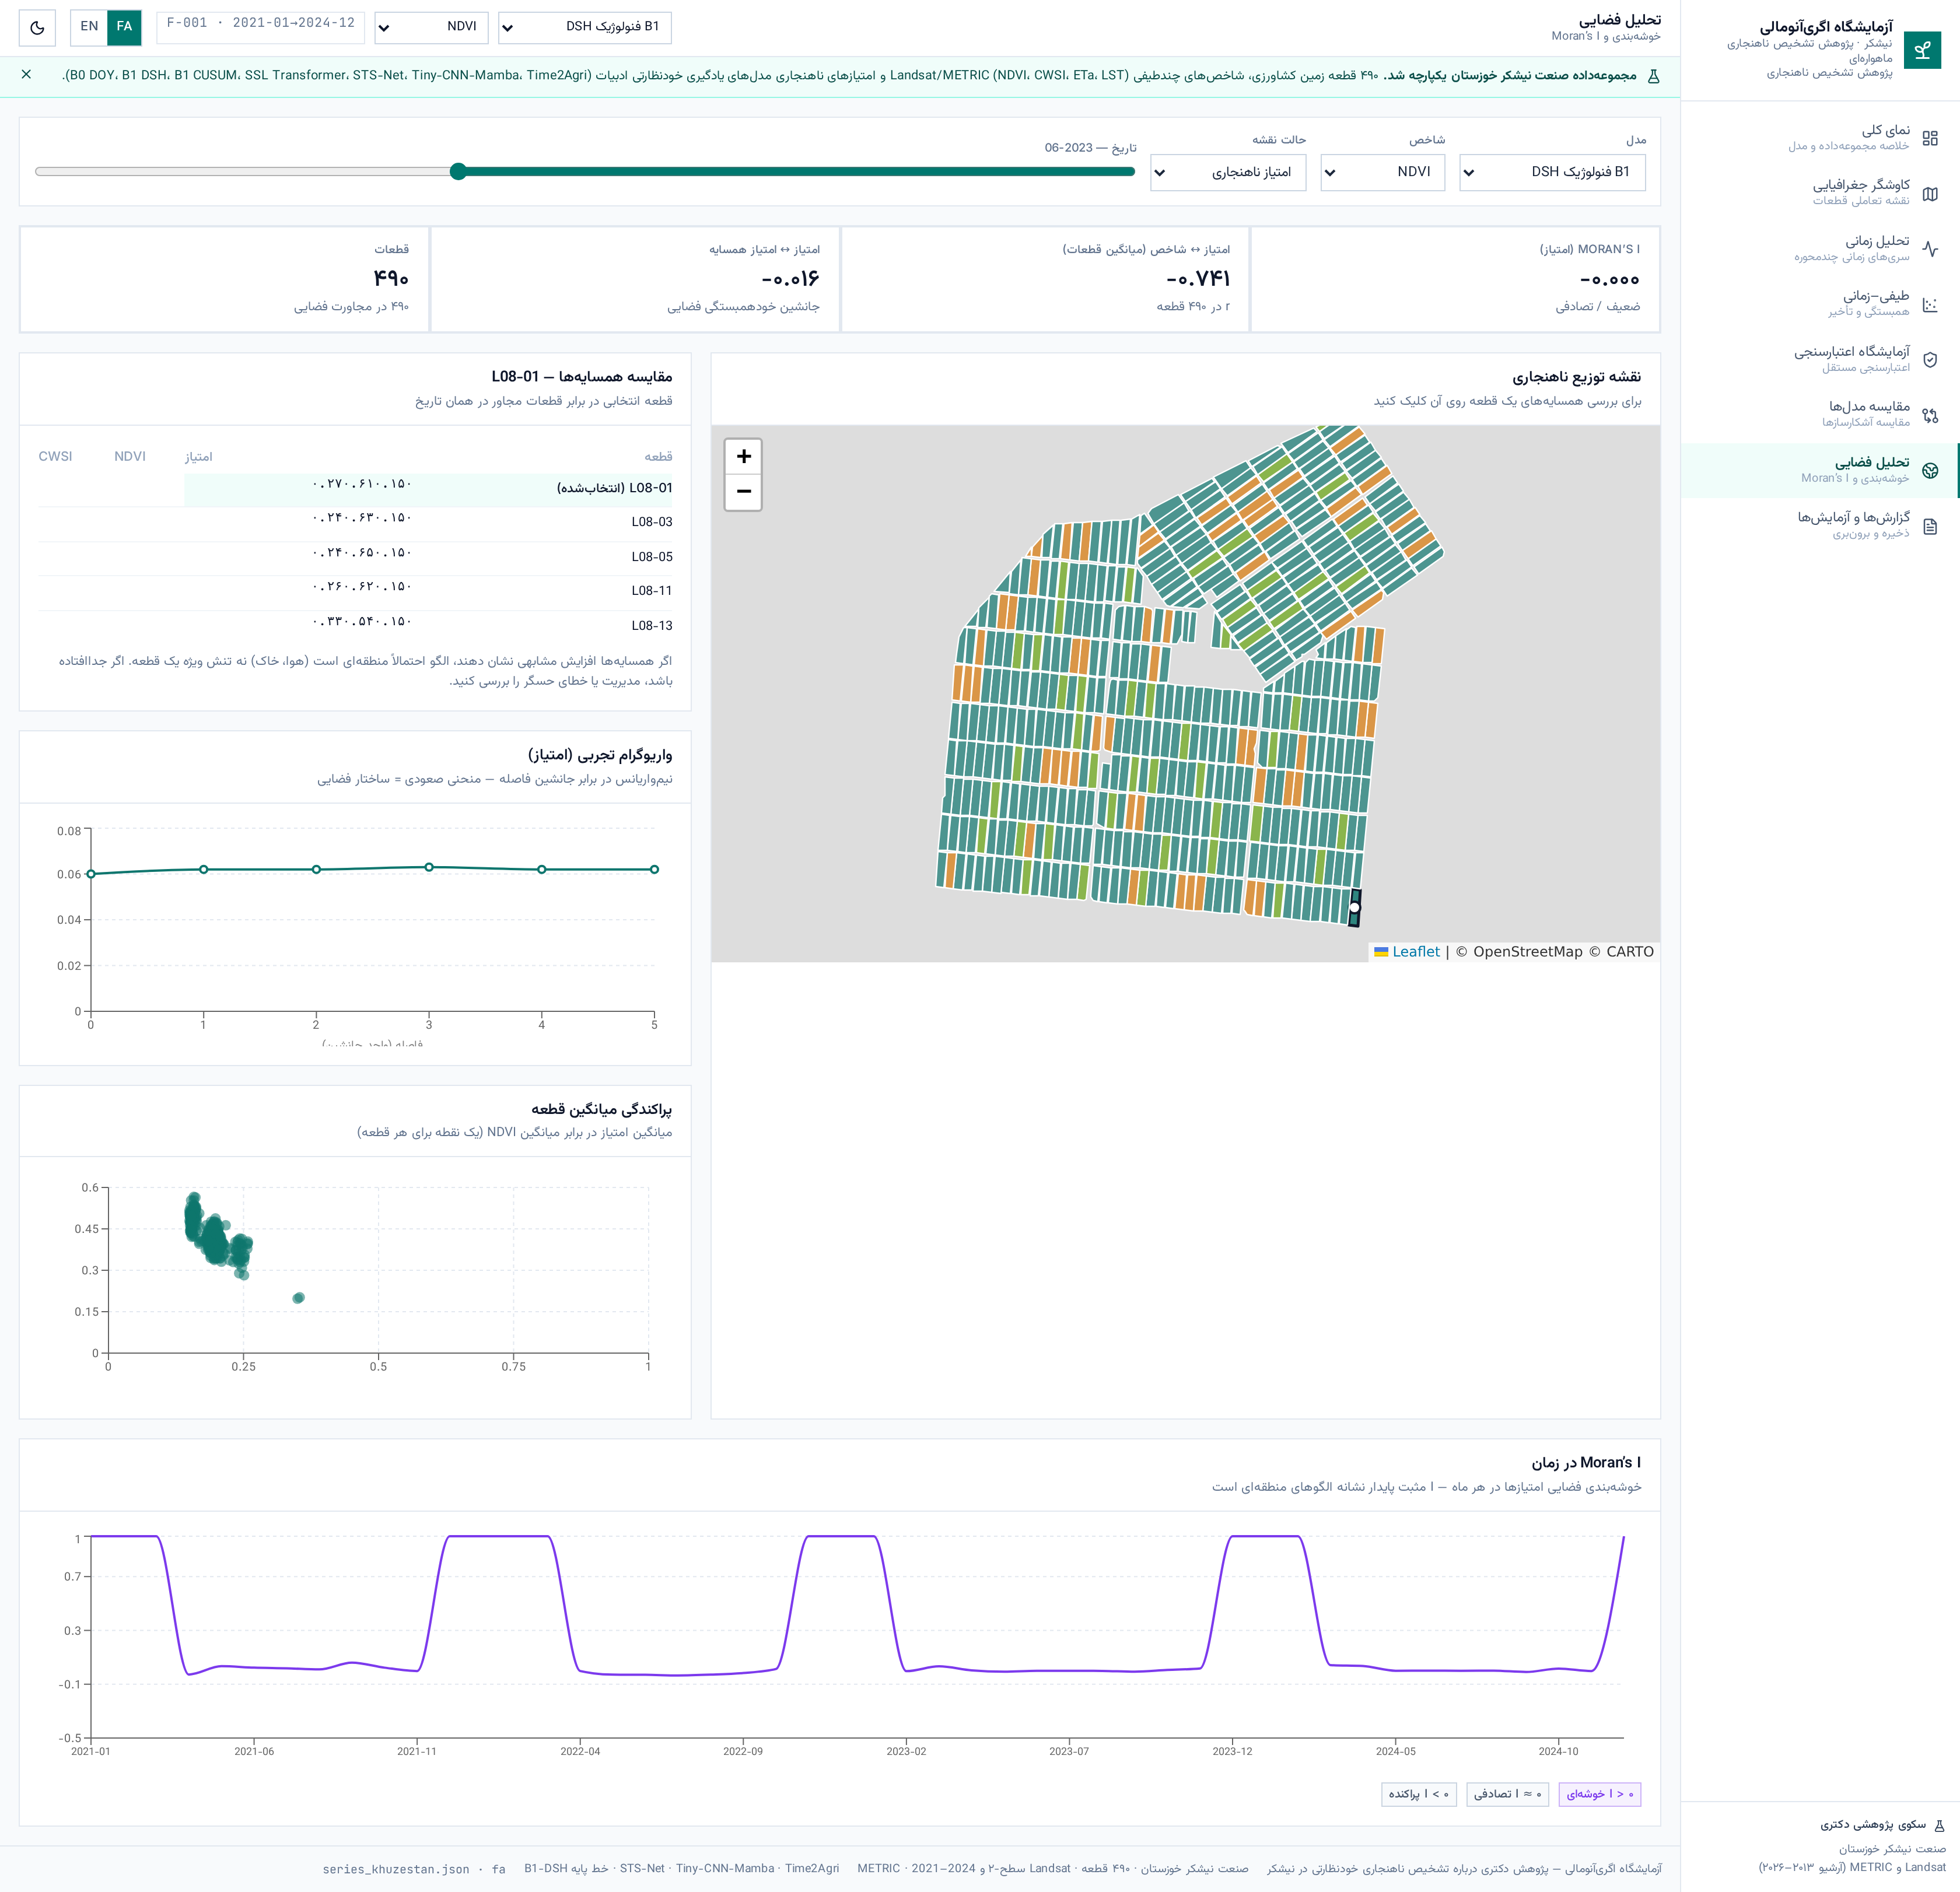 آزمایشگاه اگری‌آنومالی
نیشکر · پژوهش تشخیص ناهنجاری ماهواره‌ای
پژوهش تشخیص ناهنجاری
نمای کلی
خلاصه مجموعه‌داده و مدل
کاوشگر جغرافیایی
نقشه تعاملی قطعات
تحلیل زمانی
سری‌های زمانی چندمحوره
طیفی–زمانی
همبستگی و تأخیر
آزمایشگاه اعتبارسنجی
اعتبارسنجی مستقل
مقایسه مدل‌ها
مقایسه آشکارسازها
تحلیل فضایی
خوشه‌بندی و Moran's I
گزارش‌ها و آزمایش‌ها
ذخیره و برون‌بری
سکوی پژوهشی دکتری
صنعت نیشکر خوزستان
Landsat و METRIC (آرشیو ۲۰۱۳–۲۰۲۶)
تحلیل فضایی
خوشه‌بندی و Moran's I
B1 فنولوژیک DSH
NDVI
F-001 · 2021-01→2024-12
FA
EN
مجموعه‌داده صنعت نیشکر خوزستان یکپارچه شد. ۴۹۰ قطعه زمین کشاورزی، شاخص‌های چندطیفی Landsat/METRIC (NDVI، CWSI، ETa، LST) و امتیازهای ناهنجاری مدل‌های یادگیری خودنظارتی ادبیات (B0 DOY، B1 DSH، B1 CUSUM، SSL Transformer، STS-Net، Tiny-CNN-Mamba، Time2Agri).
مدل
B1 فنولوژیک DSH
شاخص
NDVI
حالت نقشه
امتیاز ناهنجاری
تاریخ — 2023-06
MORAN'S I (امتیاز)
−۰.۰۰۰
ضعیف / تصادفی
امتیاز ↔ شاخص (میانگین قطعات)
−۰.۷۴۱
r در ۴۹۰ قطعه
امتیاز ↔ امتیاز همسایه
−۰.۰۱۶
جانشین خودهمبستگی فضایی
قطعات
۴۹۰
۴۹۰ در مجاورت فضایی
نقشه توزیع ناهنجاری
برای بررسی همسایه‌های یک قطعه روی آن کلیک کنید
+
−
Leaflet | © OpenStreetMap © CARTO
مقایسه همسایه‌ها — L08-01
قطعه انتخابی در برابر قطعات مجاور در همان تاریخ
قطعه امتیاز NDVI CWSI
L08-01 (انتخاب‌شده) ۰.۲۷۰.۶۱۰.۱۵۰
L08-03 ۰.۲۴۰.۶۳۰.۱۵۰
L08-05 ۰.۲۴۰.۶۵۰.۱۵۰
L08-11 ۰.۲۶۰.۶۲۰.۱۵۰
L08-13 ۰.۳۳۰.۵۴۰.۱۵۰
اگر همسایه‌ها افزایش مشابهی نشان دهند، الگو احتمالاً منطقه‌ای است (هوا، خاک) نه تنش ویژه یک قطعه. اگر جداافتاده
باشد، مدیریت یا خطای حسگر را بررسی کنید.
واریوگرام تجربی (امتیاز)
نیم‌واریانس در برابر جانشین فاصله — منحنی صعودی = ساختار فضایی
0.08
0.06
0.04
0.02
0
0 1 2 3 4 5
فاصله (واحد جانشین)
پراکندگی میانگین قطعه
میانگین امتیاز در برابر میانگین NDVI (یک نقطه برای هر قطعه)
0.6
0.45
0.3
0.15
0
0 0.25 0.5 0.75 1
Moran's I در زمان
خوشه‌بندی فضایی امتیازها در هر ماه — I مثبت پایدار نشانه الگوهای منطقه‌ای است
1
0.7
0.3
-0.1
-0.5
2021-01 2021-06 2021-11 2022-04 2022-09 2023-02 2023-07 2023-12 2024-05 2024-10
I > ۰ خوشه‌ای
I ≈ ۰ تصادفی
I < ۰ پراکنده
آزمایشگاه اگری‌آنومالی — پژوهش دکتری درباره تشخیص ناهنجاری خودنظارتی در نیشکر
صنعت نیشکر خوزستان · ۴۹۰ قطعه · Landsat سطح-۲ و METRIC · 2021–2024
خط پایه B1-DSH · STS-Net · Tiny-CNN-Mamba · Time2Agri
series_khuzestan.json · fa